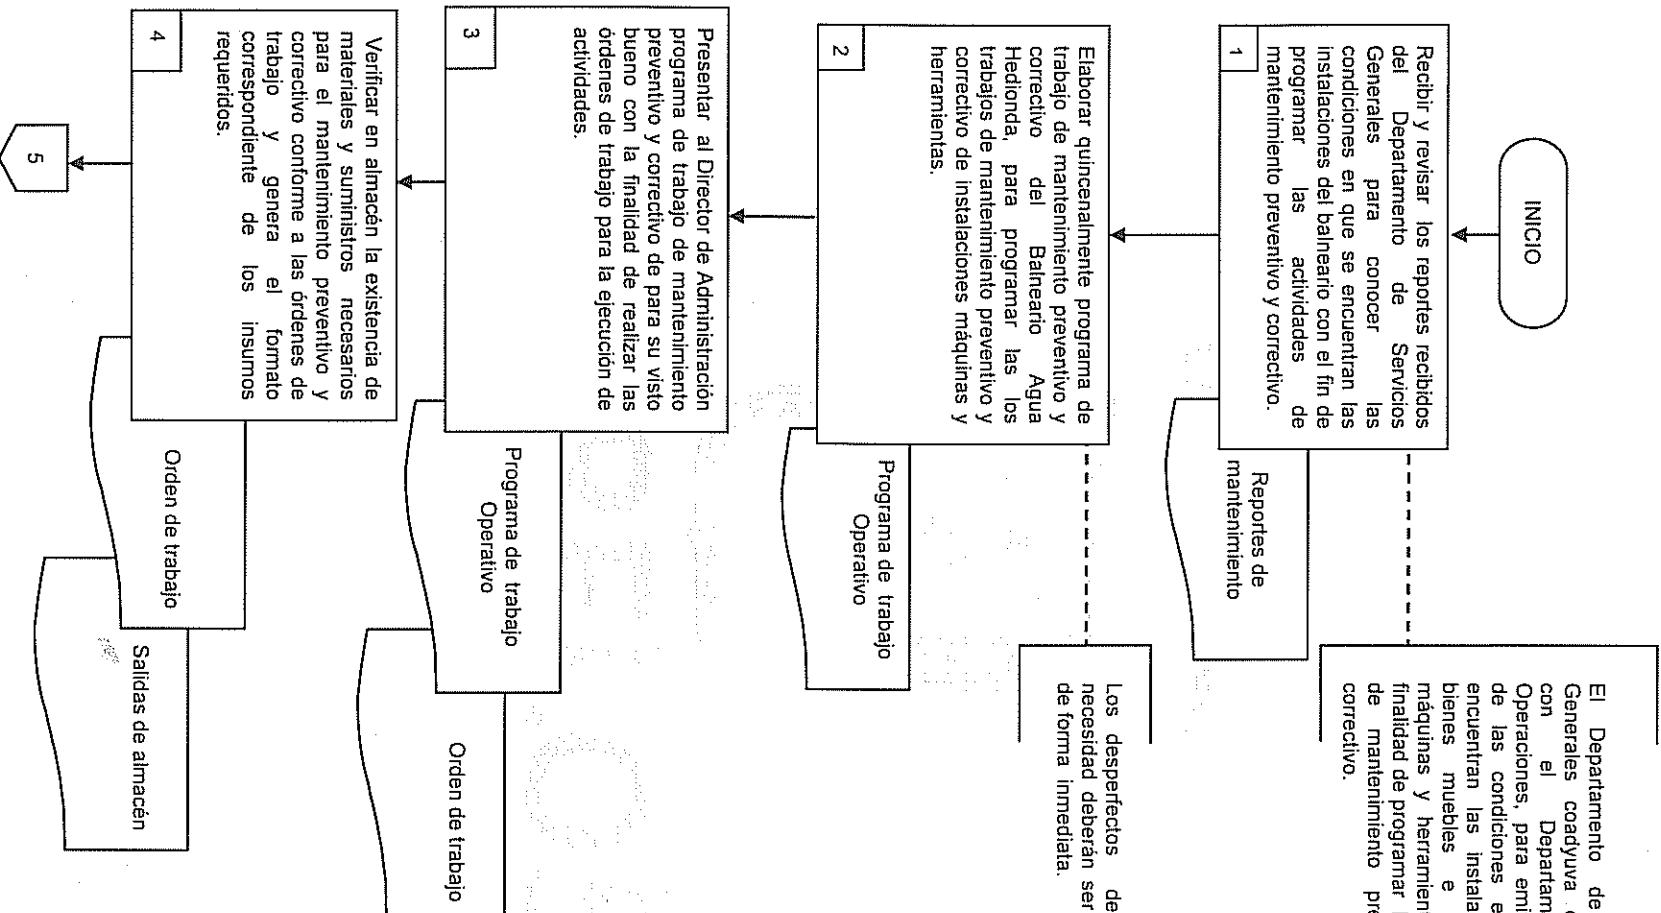 INICIO
Recibir y revisar los reportes recibidos
del Departamento de Servicios
Generales para conocer las
condiciones en que se encuentran las
instalaciones del balneario con el fin de
programar las actividades de
mantenimiento preventivo y correctivo.
1
Reportes de
mantenimiento
El Departamento de
Generales coadyuva
con el
Operaciones, para
de las condiciones
encuentran las
bienes muebles e
máquinas y
finalidad de programar
de mantenimiento
correctivo.
Elaborar quincenalmente programa de
trabajo de mantenimiento preventivo y
correctivo del Balneario Agua
Hedionda, para programar las los
trabajos de mantenimiento preventivo y
correctivo de instalaciones máquinas y
herramientas.
2
Programa de trabajo
Operativo
Los desperfectos de
necesidad deberán ser
de forma inmediata.
Presentar al Director de Administración
programa de trabajo de mantenimiento
preventivo y correctivo de para su visto
bueno con la finalidad de realizar las
órdenes de trabajo para la ejecución de
actividades.
3
Programa de trabajo
Operativo
Orden de trabajo
Verificar en almacén la existencia de
materiales y suministros necesarios
para el mantenimiento preventivo y
correctivo conforme a las órdenes de
trabajo y genera el formato
correspondiente de los insumos
requeridos.
4
Orden de trabajo
Salidas de almacén
5